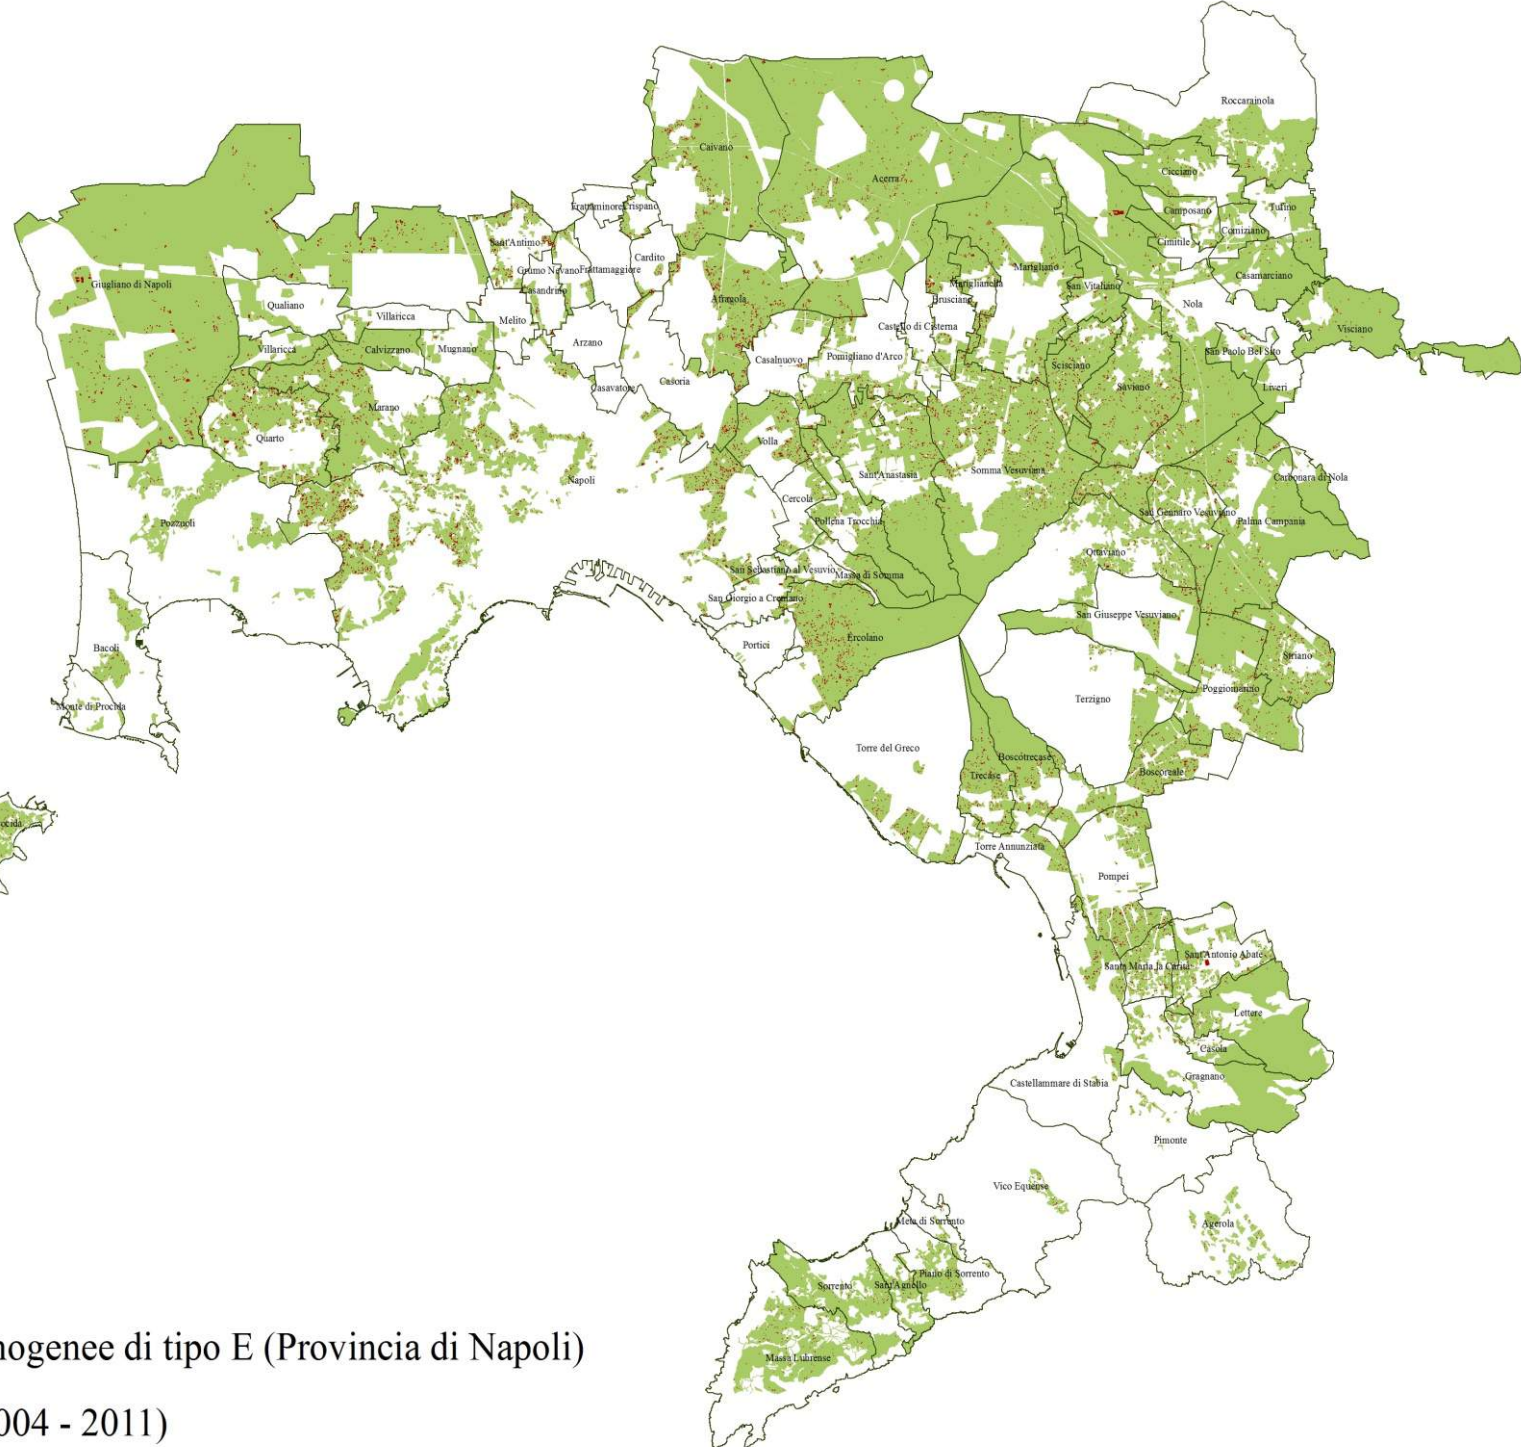 Roccarainola
Caivano
Acerra
Cicciano
Camposano
Tufino
Comiziano
Cimitile
Frattaminore
Crispano
Sant'Antimo
Cardito
Grumo Nevano
Frattamaggiore
Casandrino
Giugliano di Napoli
Qualiano
Villaricca
Melito
Arzano
Afragola
Mariglianella
Marigliano
Brusciano
San Vitaliano
Casamarciano
Nola
Castello di Cisterna
Visciano
Villaricca
Calvizzano
Mugnano
Casalnuovo
Pomigliano d'Arco
San Paolo Bel Sito
Scisciano
Saviano
Liveri
Casavatore
Casoria
Marano
Quarto
Volla
Napoli
Sant'Anastasia
Somma Vesuviana
Carbonara di Nola
Cercola
Pozzuoli
Pollena Trocchia
San Gennaro Vesuviano
Palma Campania
Ottaviano
San Sebastiano al Vesuvio
Massa di Somma
San Giorgio a Cremano
San Giuseppe Vesuviano
Ercolano
Portici
Bacoli
Striano
Poggiomarino
Terzigno
Monte di Procida
Torre del Greco
Boscotrecase
Trecase
Boscoreale
ocida
Torre Annunziata
Pompei
Sant'Antonio Abate
Santa Maria la Carità
Lettere
Casola
Gragnano
Castellammare di Stabia
Pimonte
Vico Equense
Meta di Sorrento
Agerola
Piano di Sorrento
Sorrento
Sant'Agnello
Massa Lubrense
nogenee di tipo E (Provincia di Napoli)
004 - 2011)